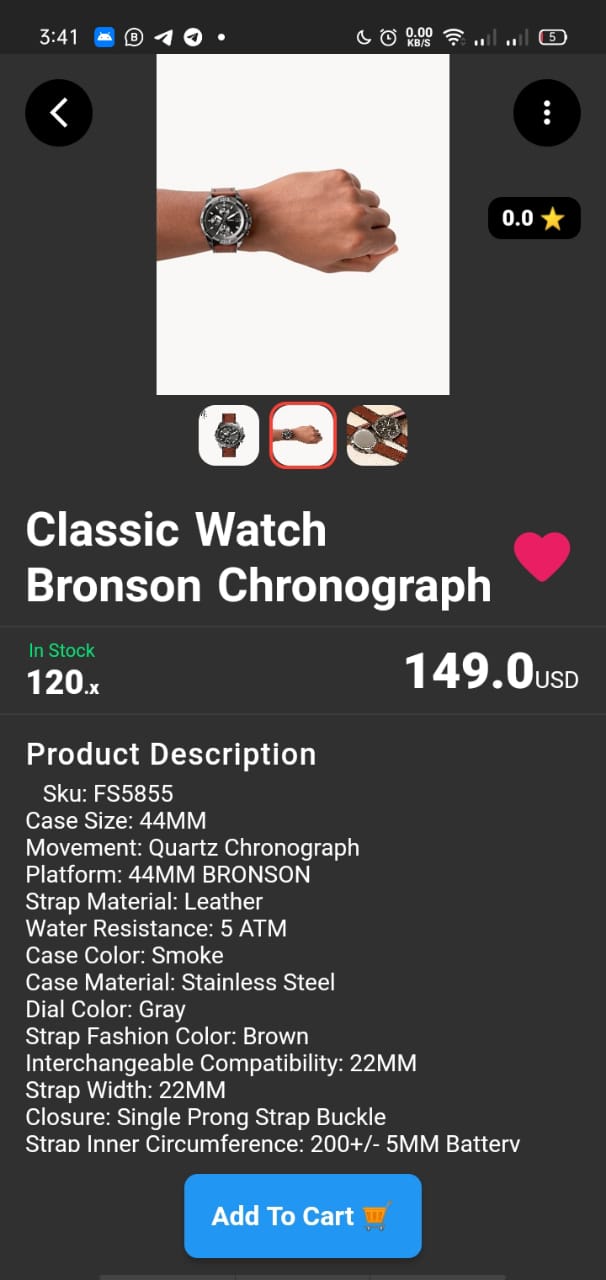 3:41
0.00
KB/S
5
0.0
Classic Watch
Bronson Chronograph
In Stock
120.x
149.0USD
Product Description
Sku: FS5855
Case Size: 44MM
Movement: Quartz Chronograph
Platform: 44MM BRONSON
Strap Material: Leather
Water Resistance: 5 ATM
Case Color: Smoke
Case Material: Stainless Steel
Dial Color: Gray
Strap Fashion Color: Brown
Interchangeable Compatibility: 22MM
Strap Width: 22MM
Closure: Single Prong Strap Buckle
Strap Inner Circumference: 200+/- 5MM Battery
Add To Cart